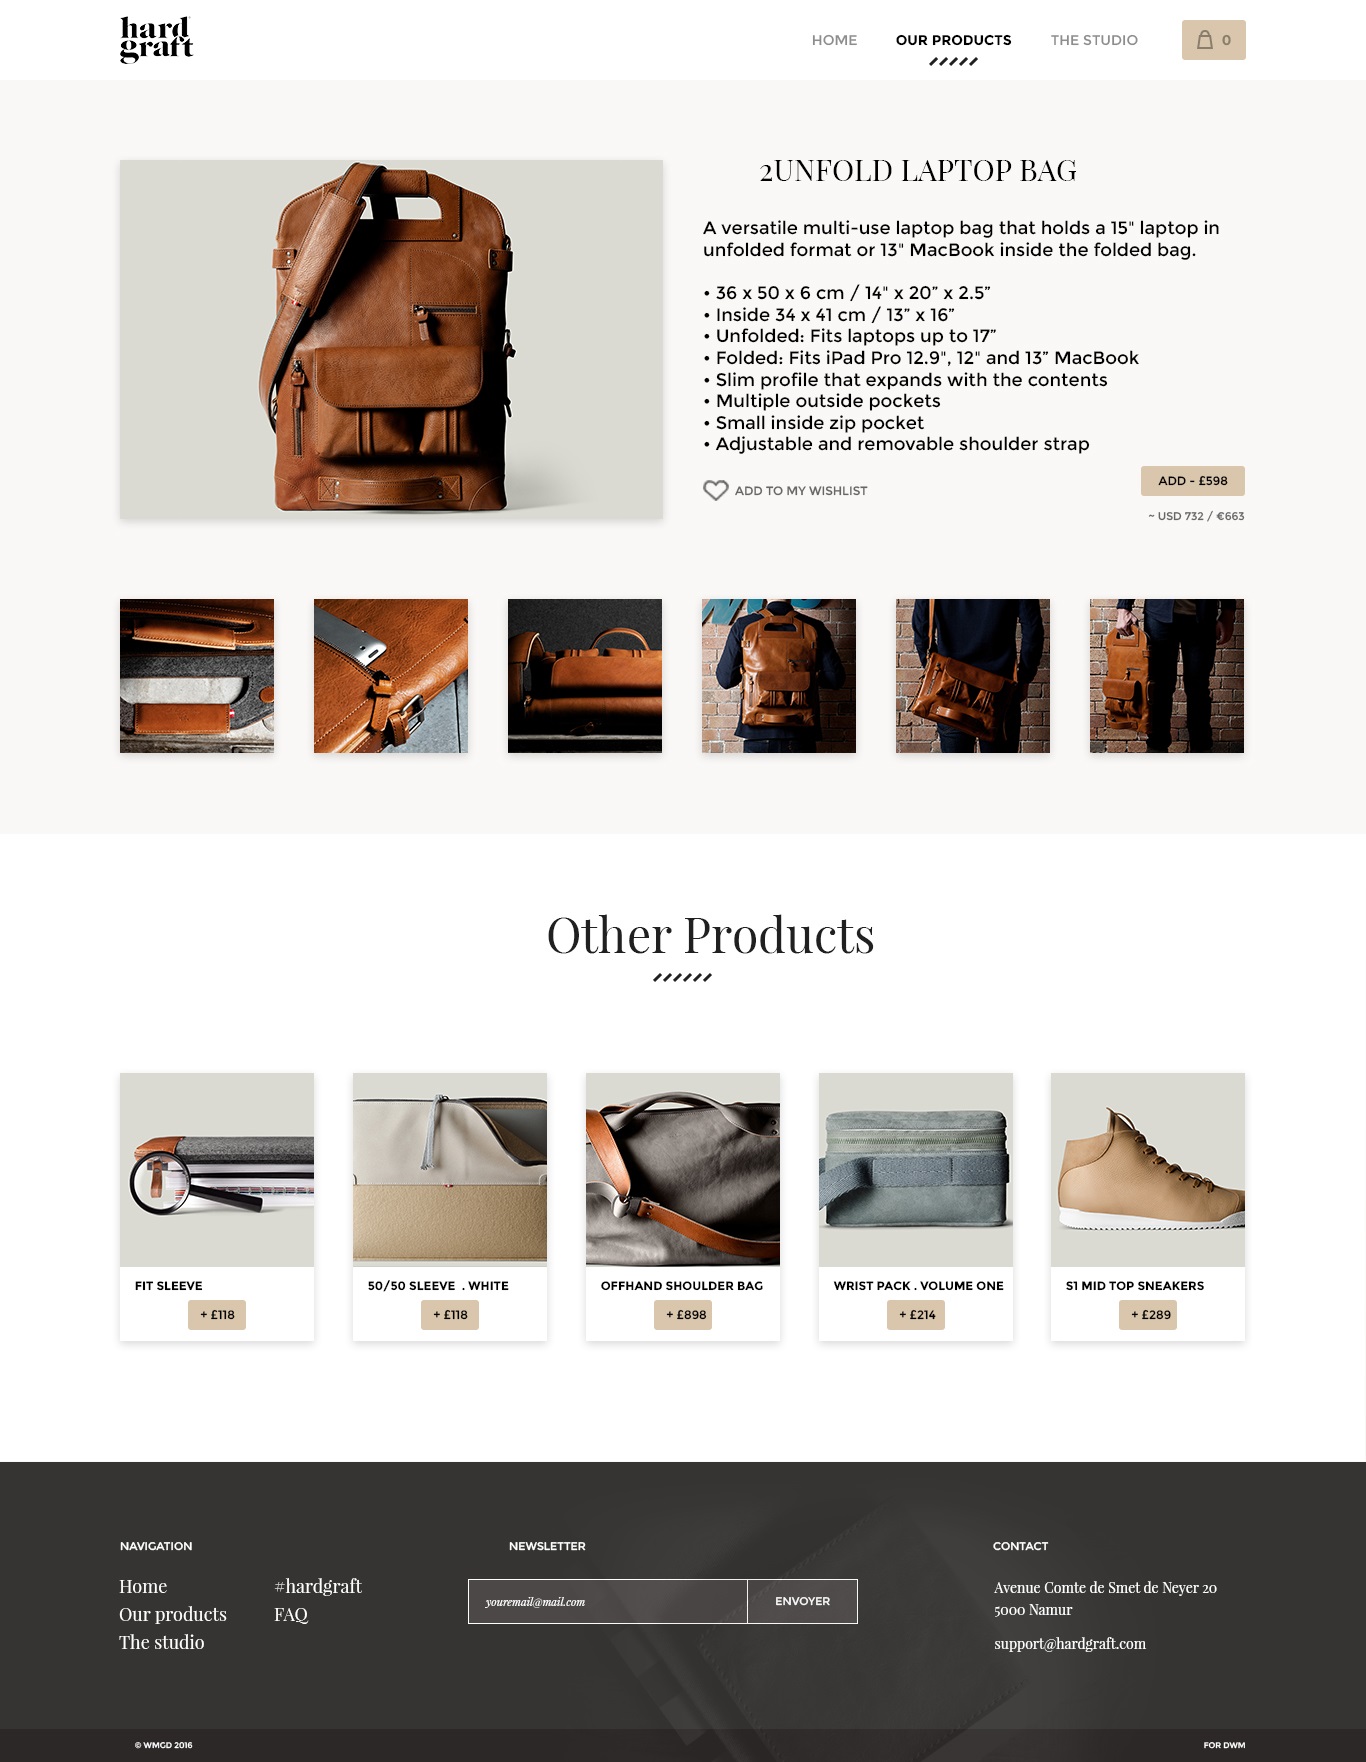 hard
graft
HOME
OUR PRODUCTS
THE STUDIO
0
2UNFOLD LAPTOP BAG
A versatile multi-use laptop bag that holds a 15" laptop in
unfolded format or 13" MacBook inside the folded bag.
• 36 x 50 x 6 cm / 14" x 20” x 2.5”
• Inside 34 x 41 cm / 13” x 16”
• Unfolded: Fits laptops up to 17”
• Folded: Fits iPad Pro 12.9", 12" and 13” MacBook
• Slim profile that expands with the contents
• Multiple outside pockets
• Small inside zip pocket
• Adjustable and removable shoulder strap
ADD TO MY WISHLIST
ADD - £598
~ USD 732 / €663
Other Products
FIT SLEEVE
+ £118
50/50 SLEEVE . WHITE
+ £118
OFFHAND SHOULDER BAG
+ £898
WRIST PACK . VOLUME ONE
+ £214
S1 MID TOP SNEAKERS
+ £289
NAVIGATION
Home
Our products
The studio
#hardgraft
FAQ
NEWSLETTER
youremail@mail.com
ENVOYER
CONTACT
Avenue Comte de Smet de Neyer 20
5000 Namur
support@hardgraft.com
© WMGD 2016
FOR DWM